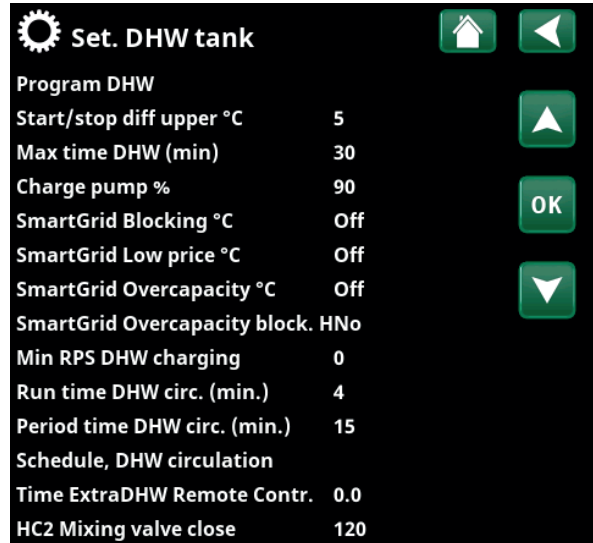 Set. DHW tank
Program DHW
Start/stop diff upper °C 5
Max time DHW (min) 30
Charge pump % 90
OK
SmartGrid Blocking °C Off
SmartGrid Low price °C Off
SmartGrid Overcapacity °C Off
SmartGrid Overcapacity block. HNo
Min RPS DHW charging 0
Run time DHW circ. (min.) 4
Period time DHW circ. (min.) 15
Schedule, DHW circulation
Time ExtraDHW Remote Contr. 0.0
HC2 Mixing valve close 120